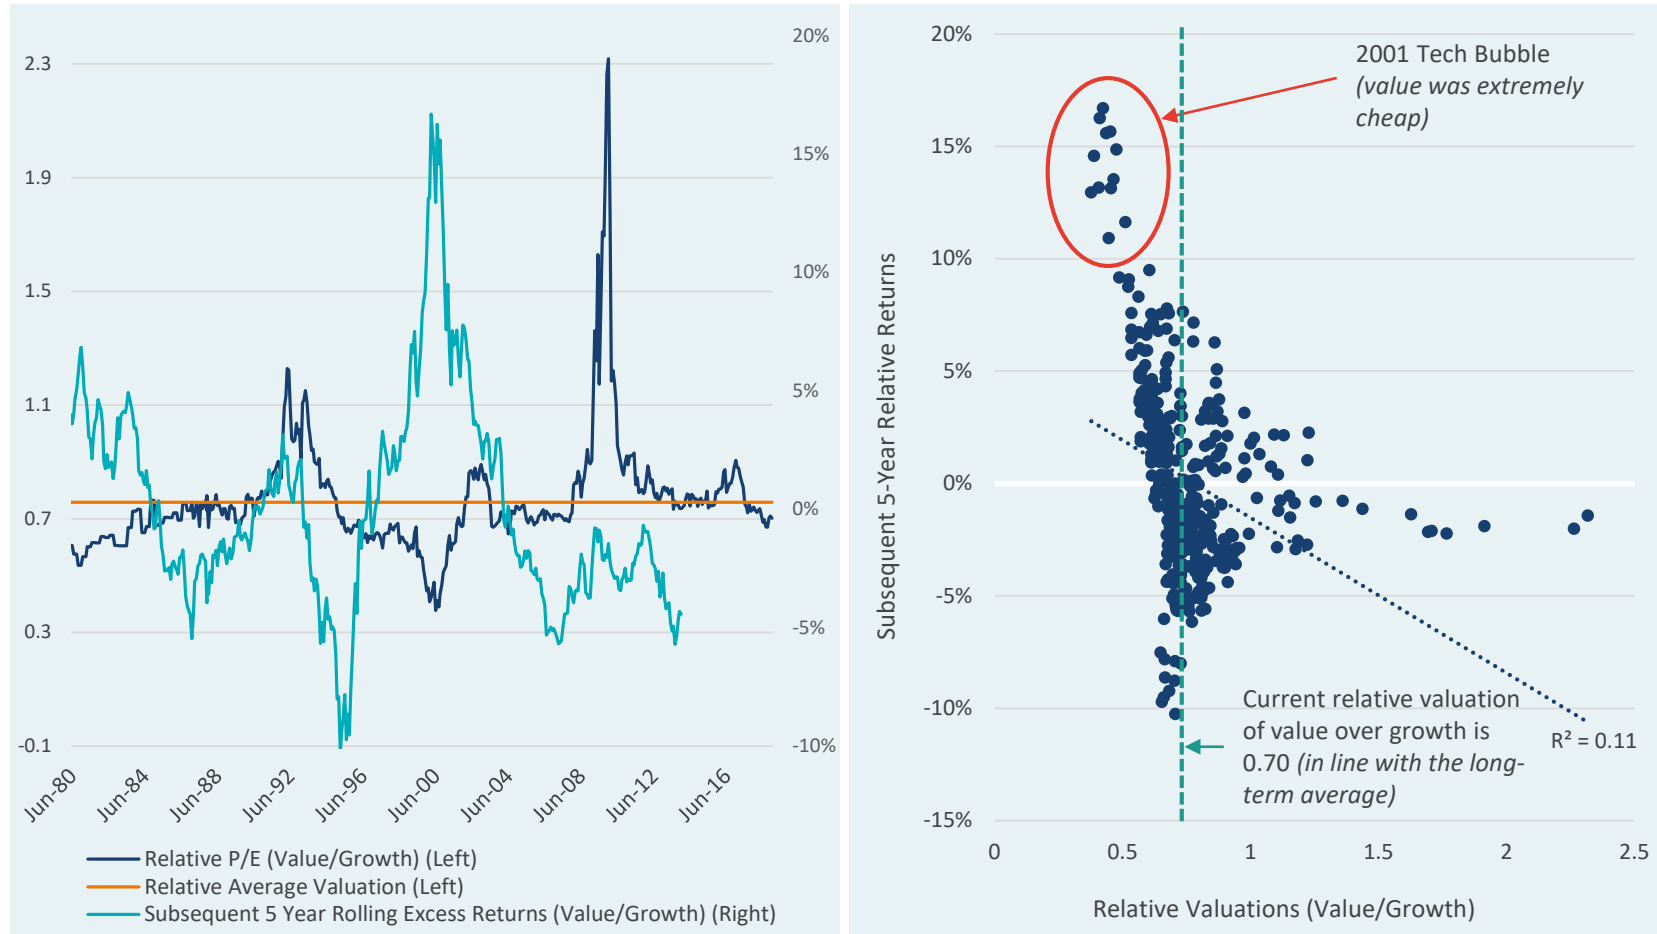 2.3
1.9
1.5
1.1
0.7
0.3
-0.1
20%
15%
10%
5%
0%
-5%
-10%
Jun-80
Jun-84
Jun-88
Jun-92
Jun-96
Jun-00
Jun-04
Jun-08
Jun-12
Jun-16
Relative P/E (Value/Growth) (Left)
Relative Average Valuation (Left)
Subsequent 5 Year Rolling Excess Returns (Value/Growth) (Right)
Subsequent 5-Year Relative Returns
20%
15%
10%
5%
0%
-5%
-10%
-15%
2001 Tech Bubble
(value was extremely
cheap)
Current relative valuation
of value over growth is
0.70 (in line with the long-
term average)
R² = 0.11
0
0.5
1
1.5
2
2.5
Relative Valuations (Value/Growth)